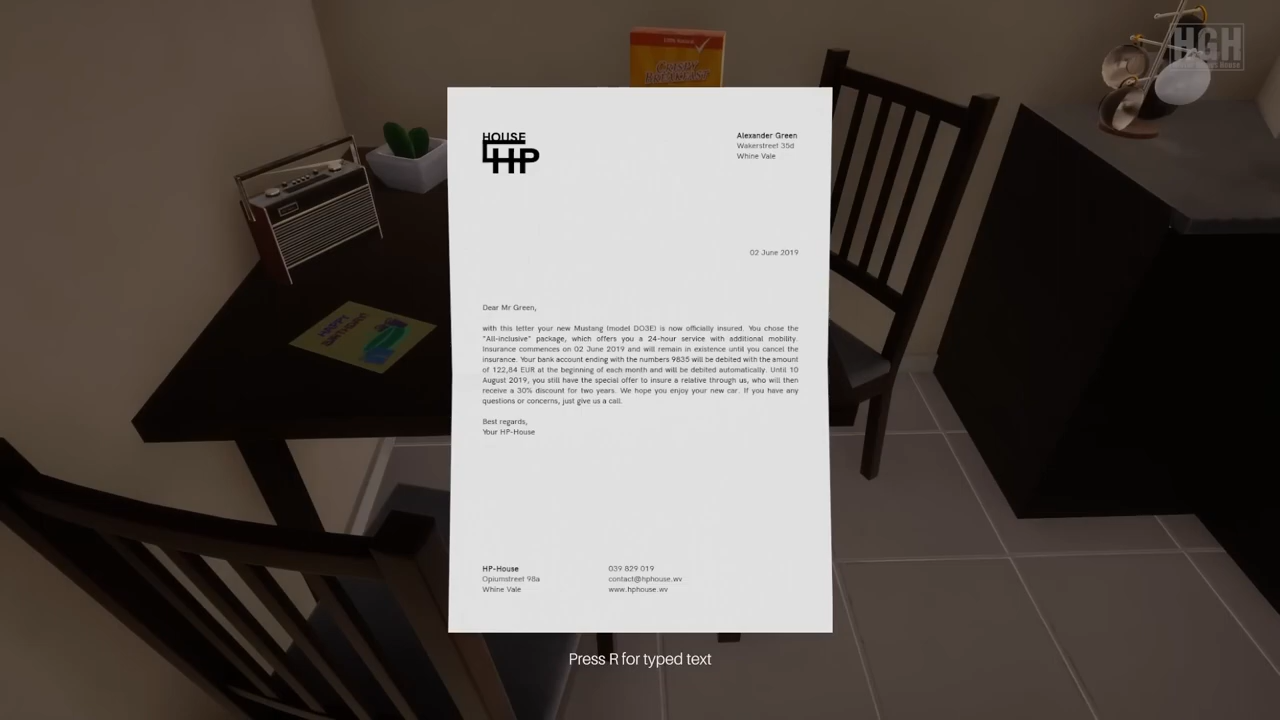 HGH
100% Natural
CRISPY
BREAKFAST
HOUSE
HP
Alexander Green
Wakerstreet 35d
Whine Vale
02 June 2019
HAPPY
BIRTHDAY!
Dear Mr Green,
with this letter your new Mustang (model DO3E) is now officially insured. You chose the
"All-inclusive" package, which offers you a 24-hour service with additional mobility.
Insurance commences on 02 June 2019 and will remain in existence until you cancel the
insurance. Your bank account ending with the numbers 9835 will be debited with the amount
of 122,84 EUR at the beginning of each month and will be debited automatically. Until 10
August 2019, you still have the special offer to insure a relative through us, who will then
receive a 30% discount for two years. We hope you enjoy your new car. If you have any
questions or concerns, just give us a call.
Best regards,
Your HP-House
HP-House
Opiumstreet 98a
Whine Vale
039 829 019
contact@hphouse.wv
www.hphouse.wv
Press R for typed text